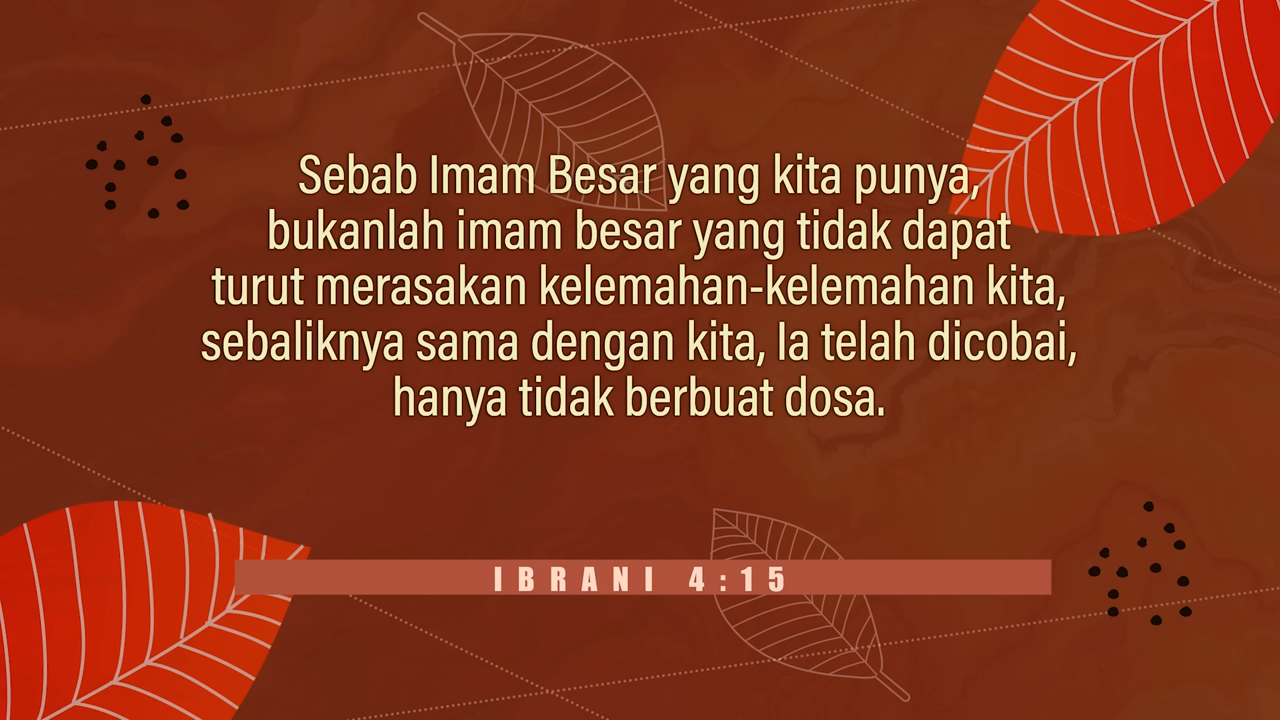 Sebab Imam Besar yang kita punya,
bukanlah imam besar yang tidak dapat
turut merasakan kelemahan-kelemahan kita,
sebaliknya sama dengan kita, Ia telah dicobai,
hanya tidak berbuat dosa.
IBRANI 4:15